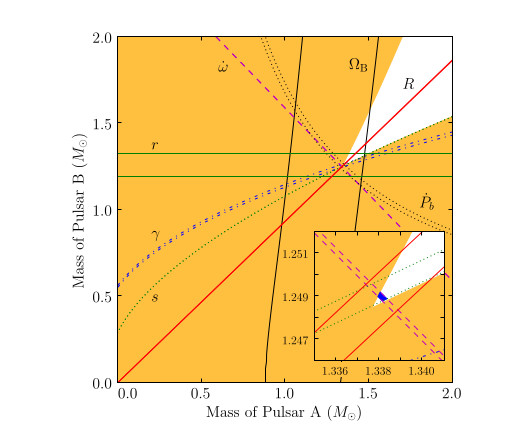 2.0
1.5
1.0
0.5
0.0
Mass of Pulsar B (M☉)
ω̇
Ω_B
R
r
Ṗ_b
γ
s
1.251
1.249
1.247
1.336 1.338 1.340
0.0 0.5 1.0 1.5 2.0
Mass of Pulsar A (M☉)